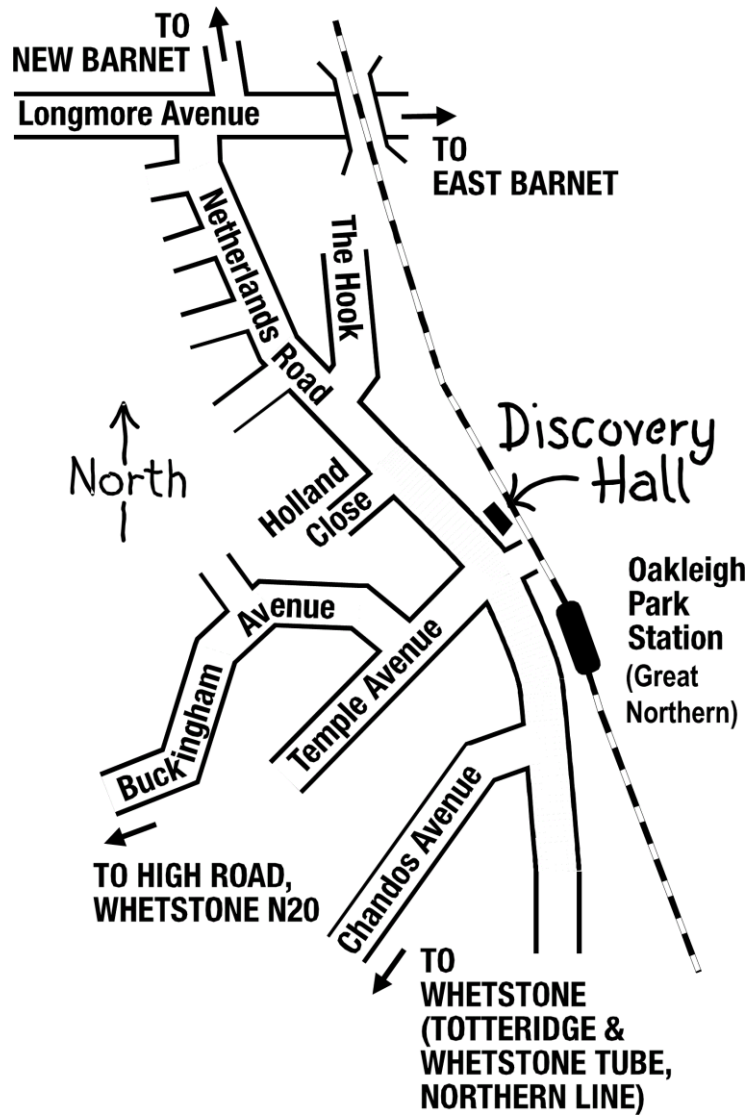 TO
NEW BARNET
Longmore Avenue
TO
EAST BARNET
Netherlands Road
The Hook
North
Discovery
Hall
Holland
Close
Oakleigh
Park
Station
(Great
Northern)
Buckingham Avenue
Temple Avenue
Chandos Avenue
TO HIGH ROAD,
WHETSTONE N20
TO
WHETSTONE
(TOTTERIDGE &
WHETSTONE TUBE,
NORTHERN LINE)